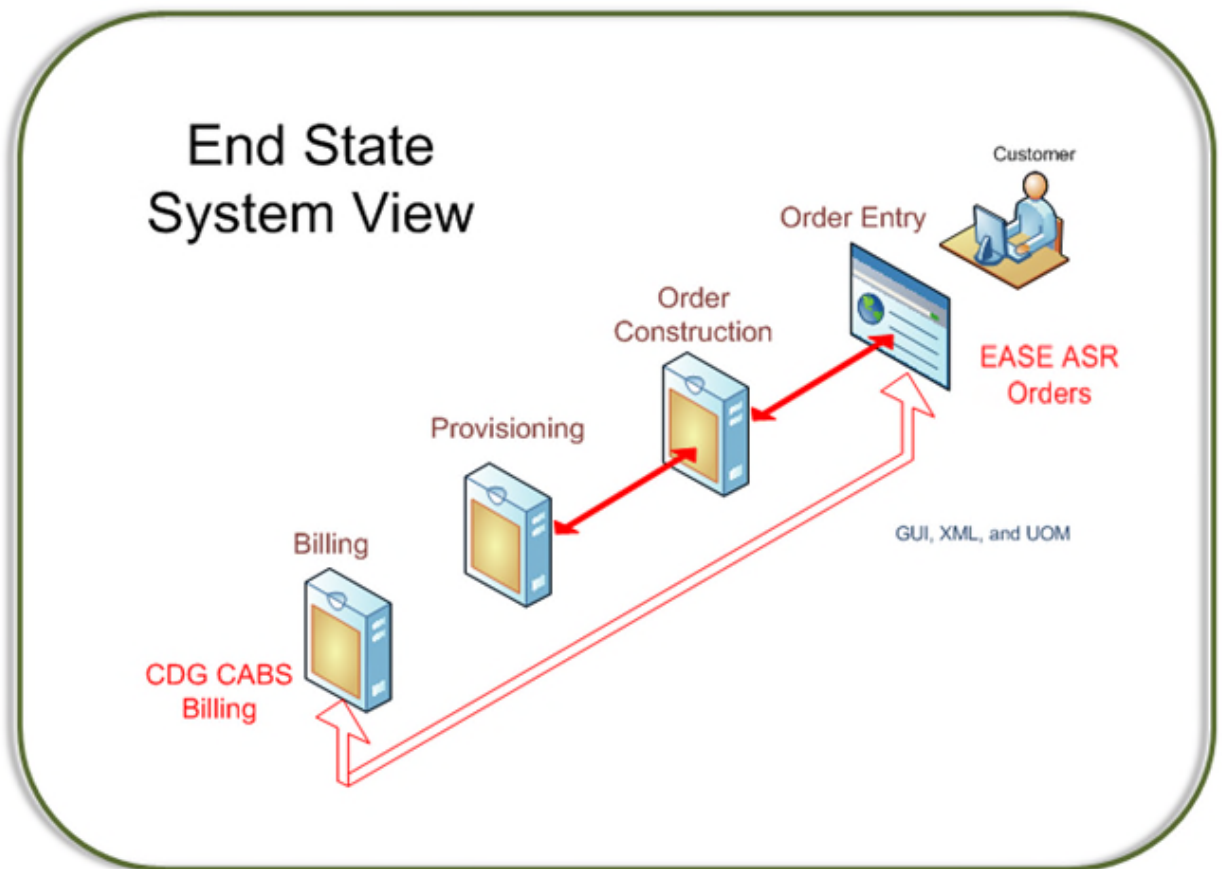 End State
System View
Customer
Order Entry
Order
Construction
EASE ASR
Orders
Provisioning
GUI, XML, and UOM
Billing
CDG CABS
Billing